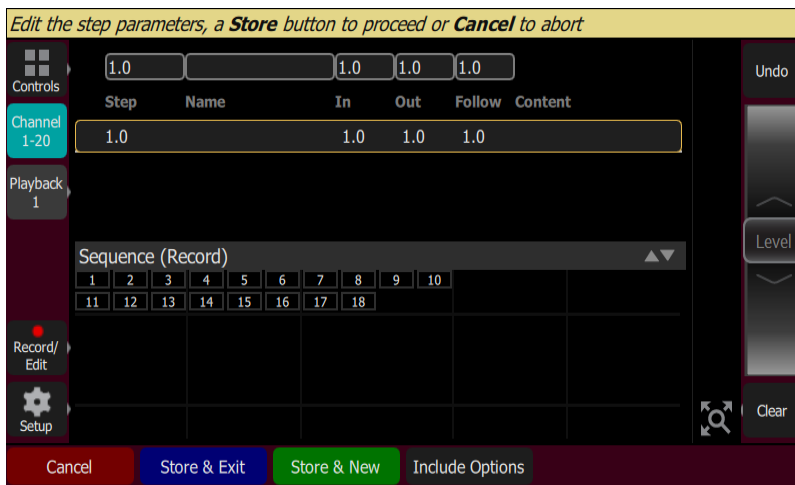 Edit the step parameters, a Store button to proceed or Cancel to abort
Controls
1.0 1.0 1.0 1.0
Undo
Step Name In Out Follow Content
Channel
1-20
1.0 1.0 1.0 1.0
Playback
1
Level
Sequence (Record)
1 2 3 4 5 6 7 8 9 10
11 12 13 14 15 16 17 18
Record/
Edit
Setup
Clear
Cancel Store & Exit Store & New Include Options